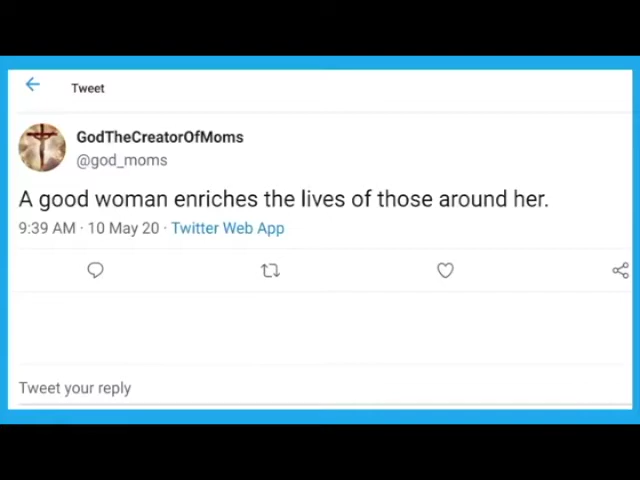 Tweet
GodTheCreatorOfMoms
@god_moms
A good woman enriches the lives of those around her.
9:39 AM · 10 May 20 · Twitter Web App
Tweet your reply